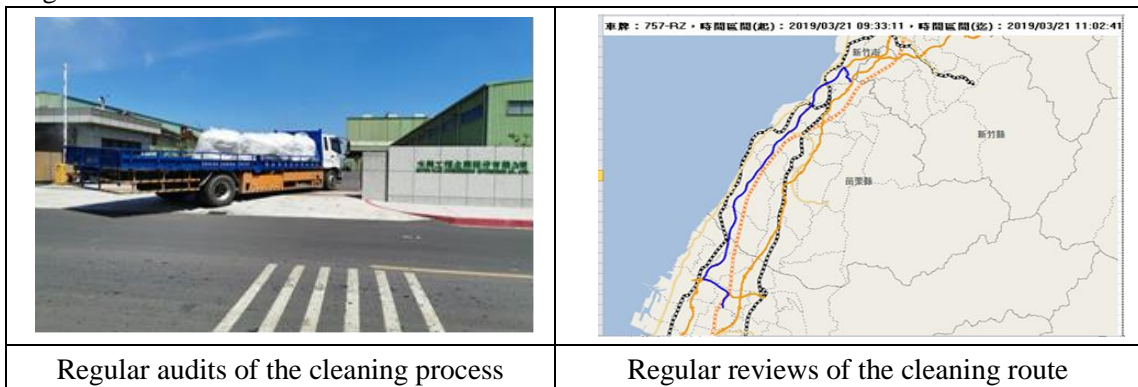 車牌：757-RZ，時間區間(起)：2019/03/21 09:33:11，時間區間(迄)：2019/03/21 11:02:41
新竹市
新竹縣
苗栗縣
Regular audits of the cleaning process
Regular reviews of the cleaning route